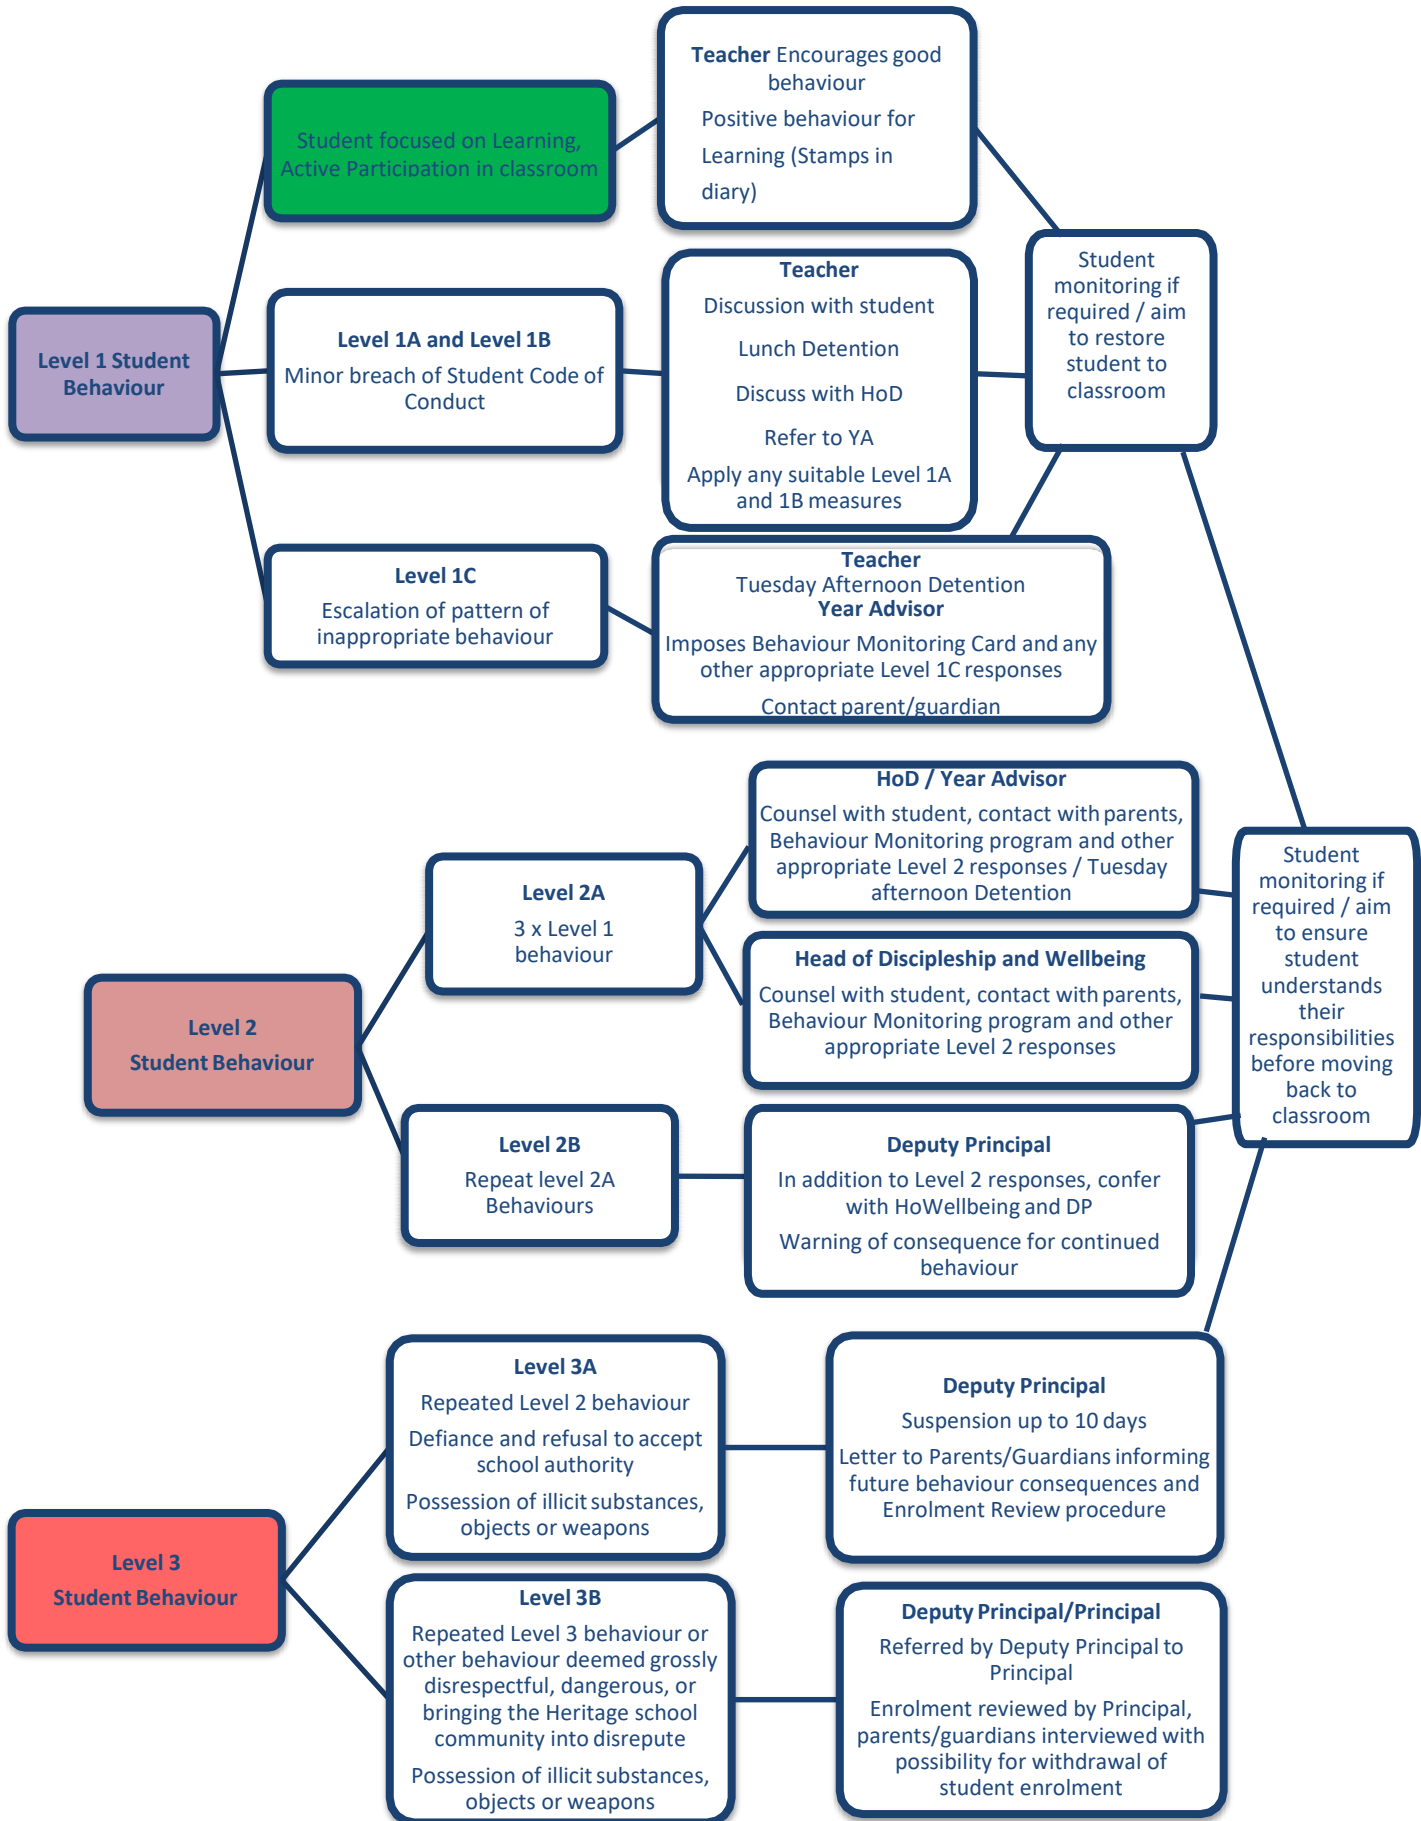 Teacher Encourages good
behaviour
Positive behaviour for
Learning (Stamps in
diary)
Student focused on Learning,
Active Participation in classroom
Level 1 Student
Behaviour
Level 1A and Level 1B
Minor breach of Student Code of
Conduct
Teacher
Discussion with student
Lunch Detention
Discuss with HoD
Refer to YA
Apply any suitable Level 1A
and 1B measures
Student
monitoring if
required / aim
to restore
student to
classroom
Level 1C
Escalation of pattern of
inappropriate behaviour
Teacher
Tuesday Afternoon Detention
Year Advisor
Imposes Behaviour Monitoring Card and any
other appropriate Level 1C responses
Contact parent/guardian
HoD / Year Advisor
Counsel with student, contact with parents,
Behaviour Monitoring program and other
appropriate Level 2 responses / Tuesday
afternoon Detention
Level 2A
3 x Level 1
behaviour
Head of Discipleship and Wellbeing
Counsel with student, contact with parents,
Behaviour Monitoring program and other
appropriate Level 2 responses
Student
monitoring if
required / aim
to ensure
student
understands
their
responsibilities
before moving
back to
classroom
Level 2
Student Behaviour
Level 2B
Repeat level 2A
Behaviours
Deputy Principal
In addition to Level 2 responses, confer
with HoWellbeing and DP
Warning of consequence for continued
behaviour
Level 3A
Repeated Level 2 behaviour
Defiance and refusal to accept
school authority
Possession of illicit substances,
objects or weapons
Deputy Principal
Suspension up to 10 days
Letter to Parents/Guardians informing
future behaviour consequences and
Enrolment Review procedure
Level 3
Student Behaviour
Level 3B
Repeated Level 3 behaviour or
other behaviour deemed grossly
disrespectful, dangerous, or
bringing the Heritage school
community into disrepute
Possession of illicit substances,
objects or weapons
Deputy Principal/Principal
Referred by Deputy Principal to
Principal
Enrolment reviewed by Principal,
parents/guardians interviewed with
possibility for withdrawal of
student enrolment